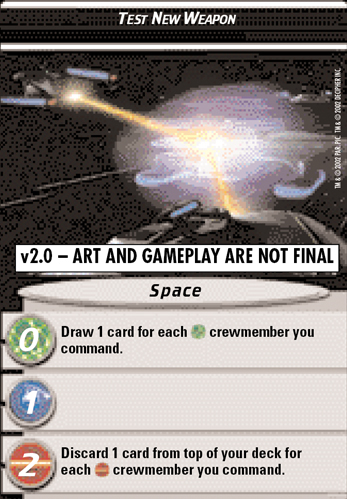 TEST NEW WEAPON
TM & © 2002 PAR. PIC. TM & © 2002 DECIPHER INC.
v2.0 – ART AND GAMEPLAY ARE NOT FINAL
Space
0
Draw 1 card for each crewmember you
command.
1
2
Discard 1 card from top of your deck for
each crewmember you command.